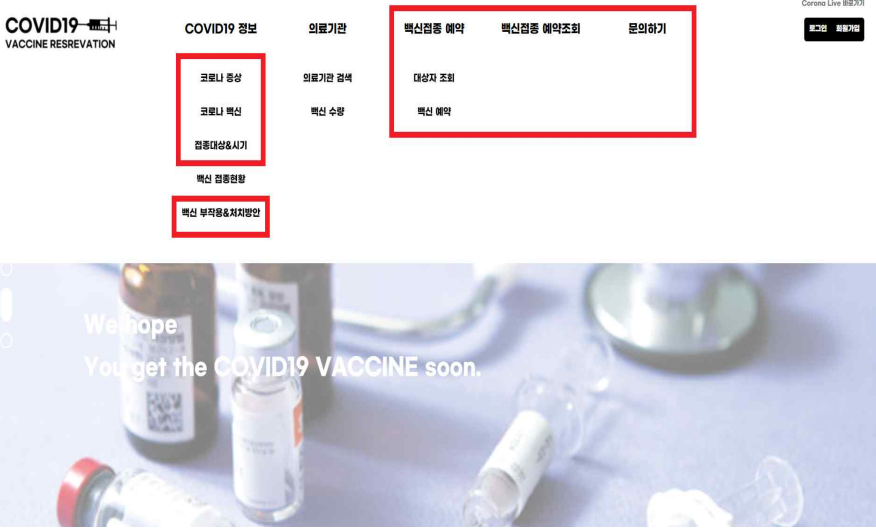 Corona Live 바로가기
COVID19
VACCINE RESREVATION
COVID19 정보
의료기관
백신접종 예약
백신접종 예약조회
문의하기
로그인 회원가입
코로나 증상
의료기관 검색
대상자 조회
코로나 백신
백신 수량
백신 예약
접종대상&시기
백신 접종현황
백신 부작용&처치방안
We hope
You get the COVID19 VACCINE soon.